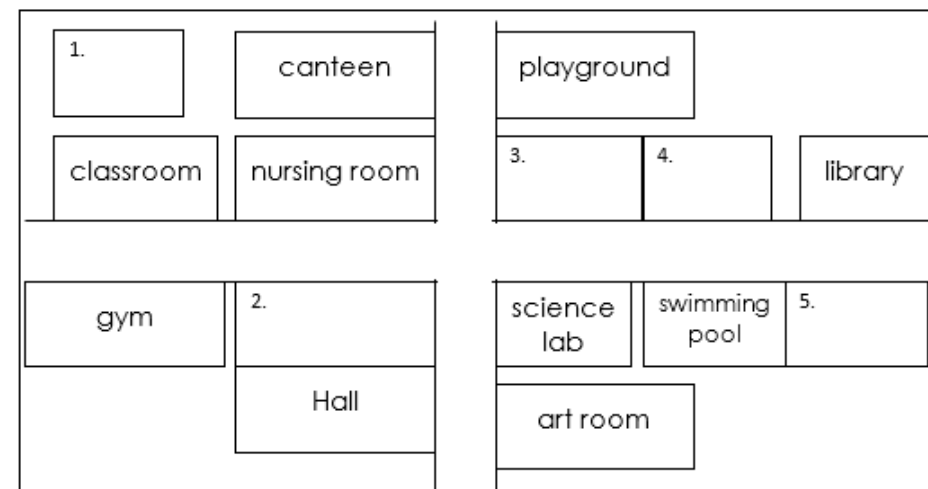 1.
canteen
playground
classroom
nursing room
3.
4.
library
gym
2.
science
lab
swimming
pool
5.
Hall
art room